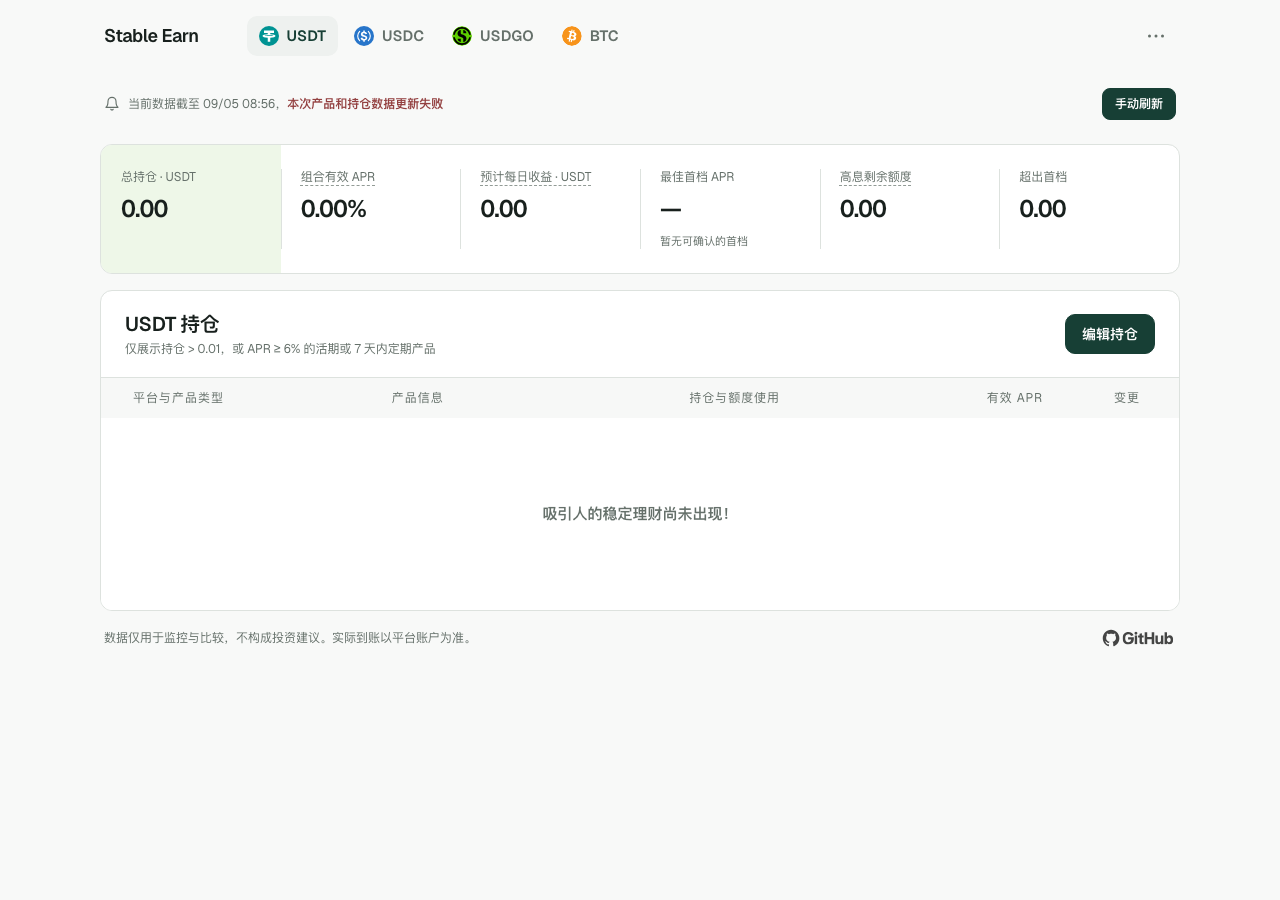 Stable Earn
USDT
USDC
USDGO
BTC
当前数据截至 09/05 08:56，本次产品和持仓数据更新失败
手动刷新
总持仓 · USDT
0.00
组合有效 APR
0.00%
预计每日收益 · USDT
0.00
最佳首档 APR
—
暂无可确认的首档
高息剩余额度
0.00
超出首档
0.00
USDT 持仓
仅展示持仓 > 0.01，或 APR ≥ 6% 的活期或 7 天内定期产品
编辑持仓
平台与产品类型
产品信息
持仓与额度使用
有效 APR
变更
吸引人的稳定理财尚未出现！
数据仅用于监控与比较，不构成投资建议。实际到账以平台账户为准。
GitHub